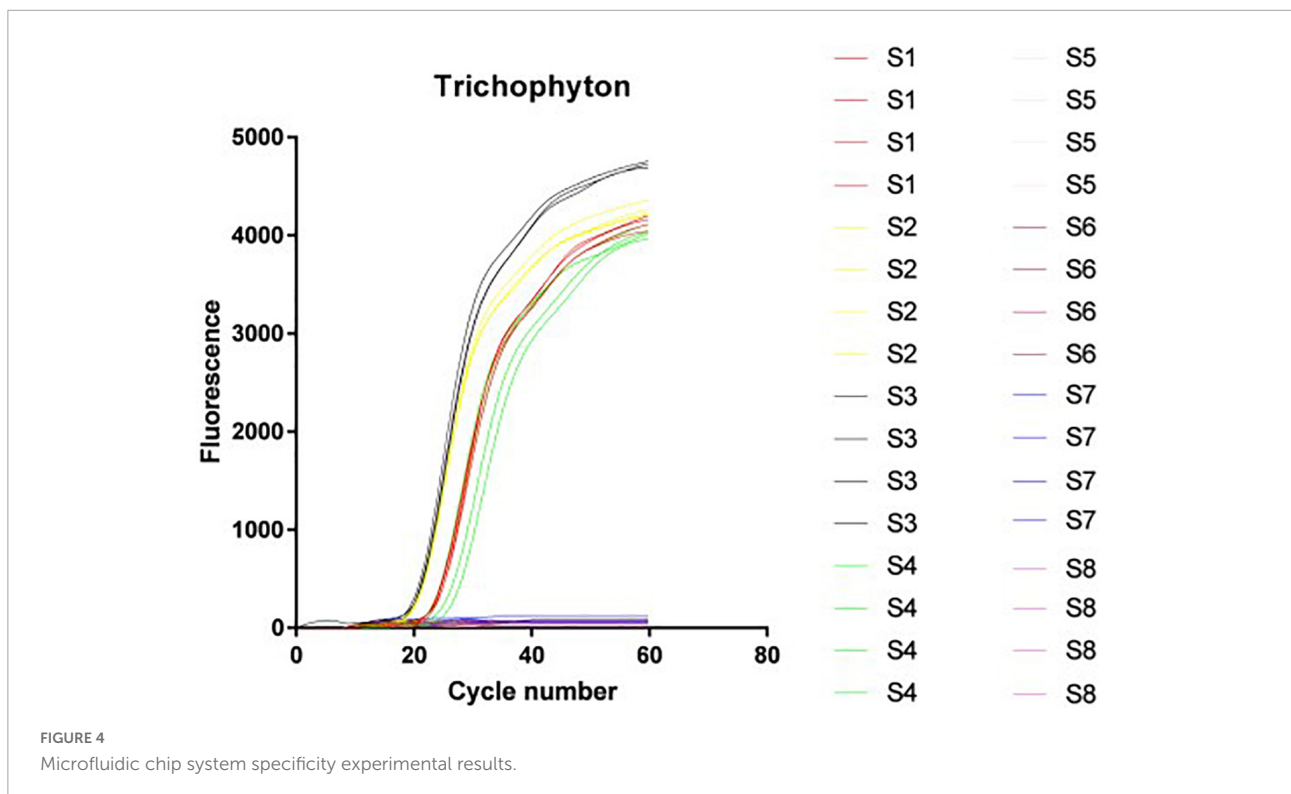 Trichophyton
5000
4000
3000
2000
1000
0
Fluorescence
0 20 40 60 80
Cycle number
S1
S1
S1
S1
S2
S2
S2
S2
S3
S3
S3
S3
S4
S4
S4
S4
S5
S5
S5
S5
S6
S6
S6
S6
S7
S7
S7
S7
S8
S8
S8
S8
FIGURE 4
Microfluidic chip system specificity experimental results.